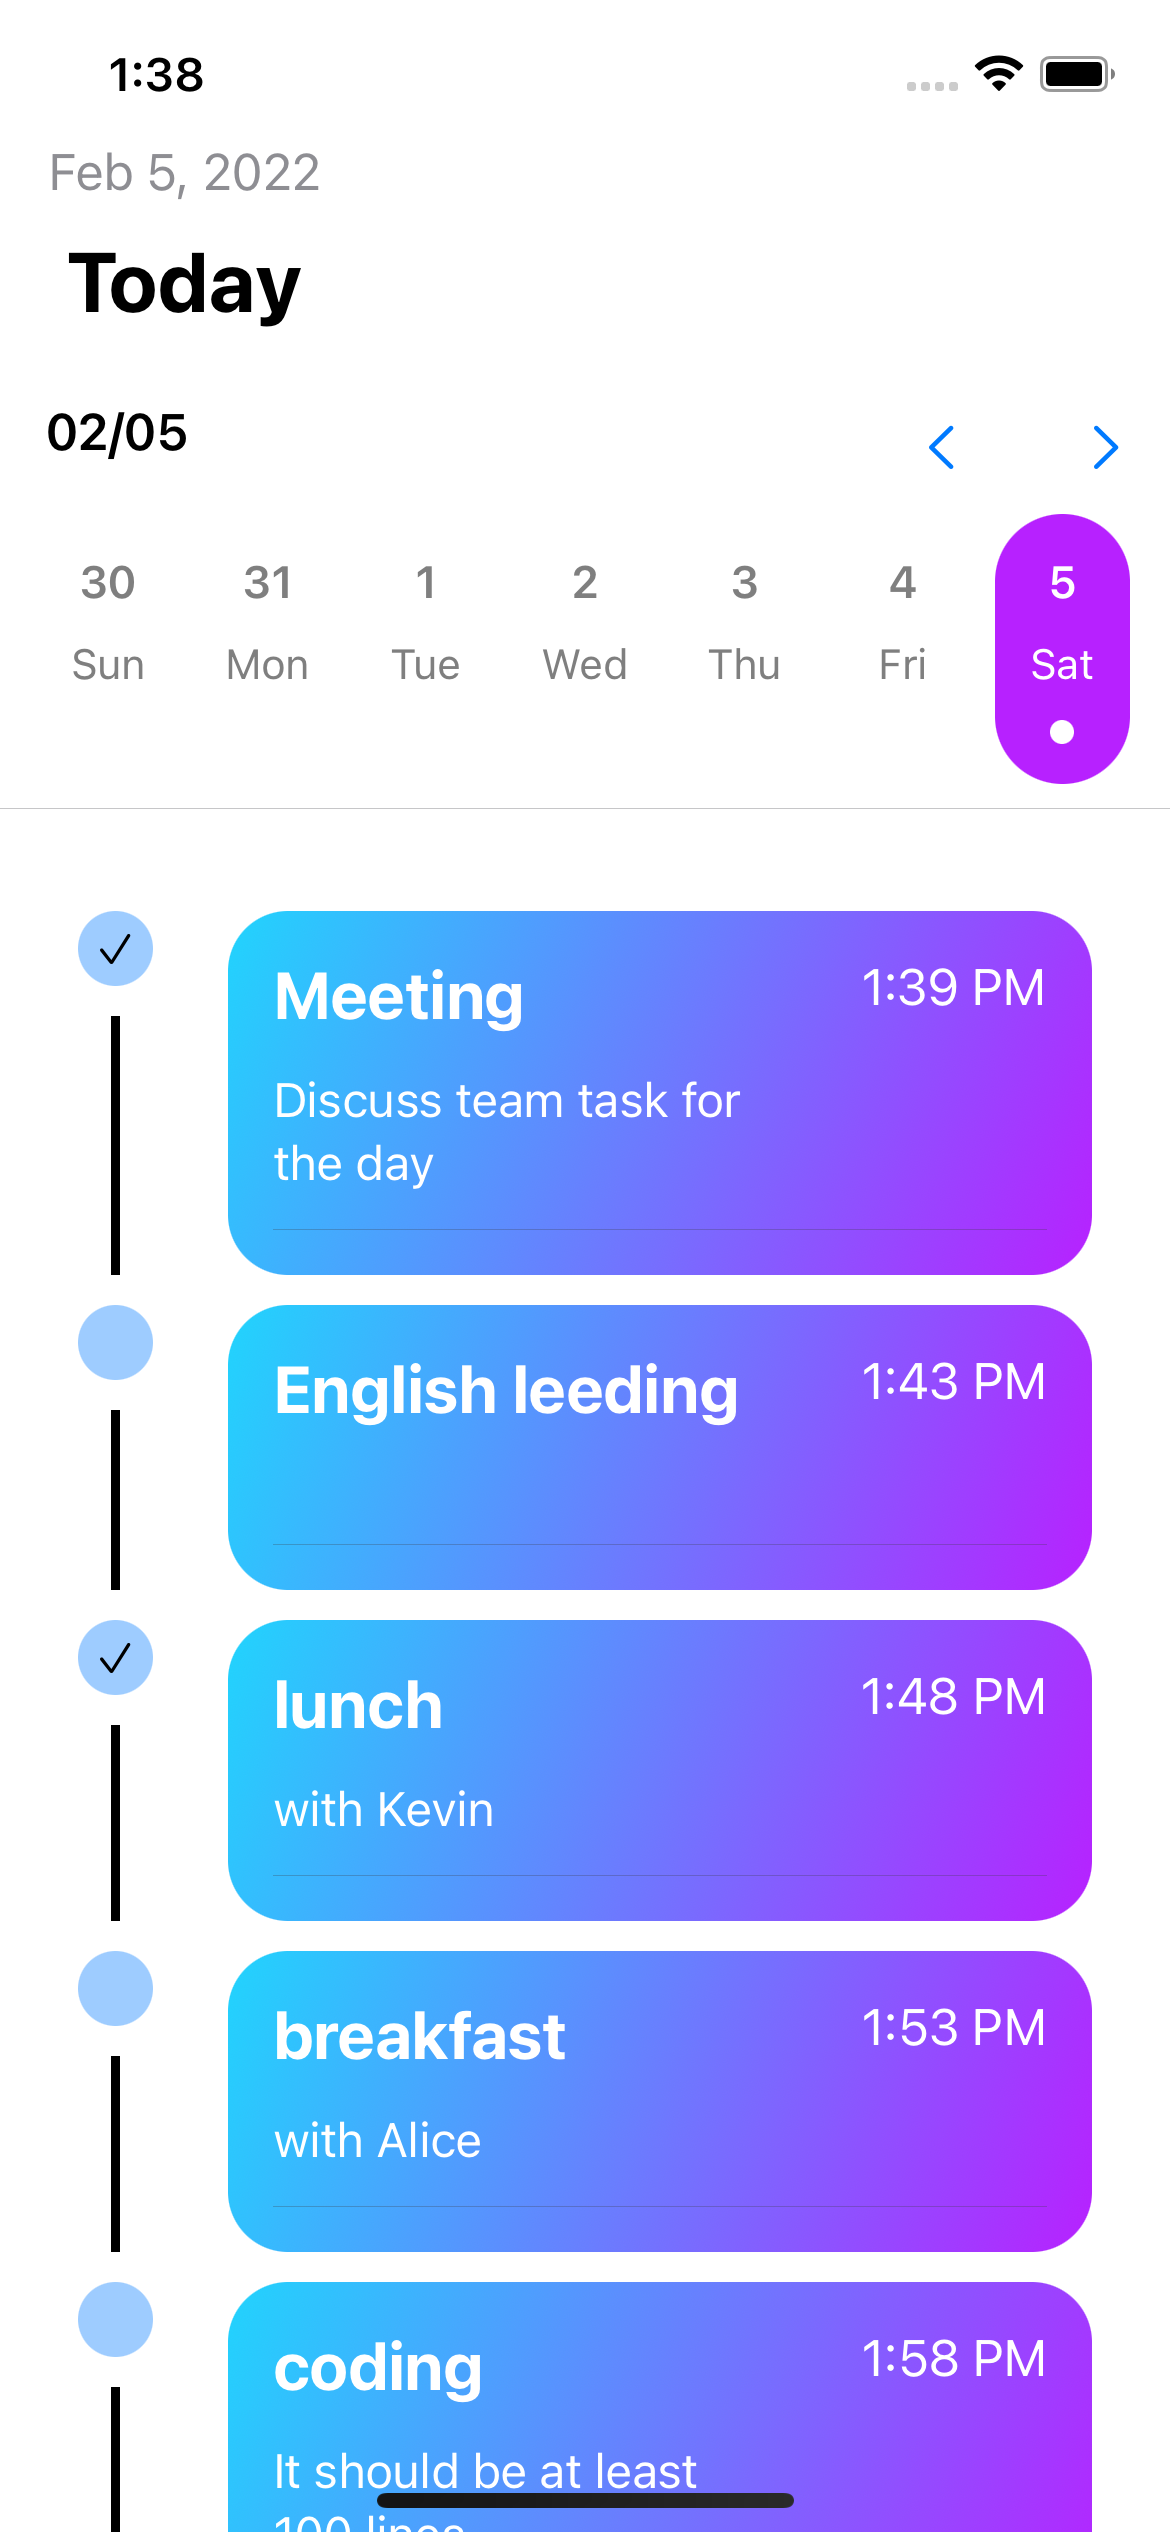 1:38
Feb 5, 2022
Today
02/05
30 31 1 2 3 4 5
Sun Mon Tue Wed Thu Fri Sat
Meeting 1:39 PM
Discuss team task for
the day
English leeding 1:43 PM
lunch 1:48 PM
with Kevin
breakfast 1:53 PM
with Alice
coding 1:58 PM
It should be at least
100 lines